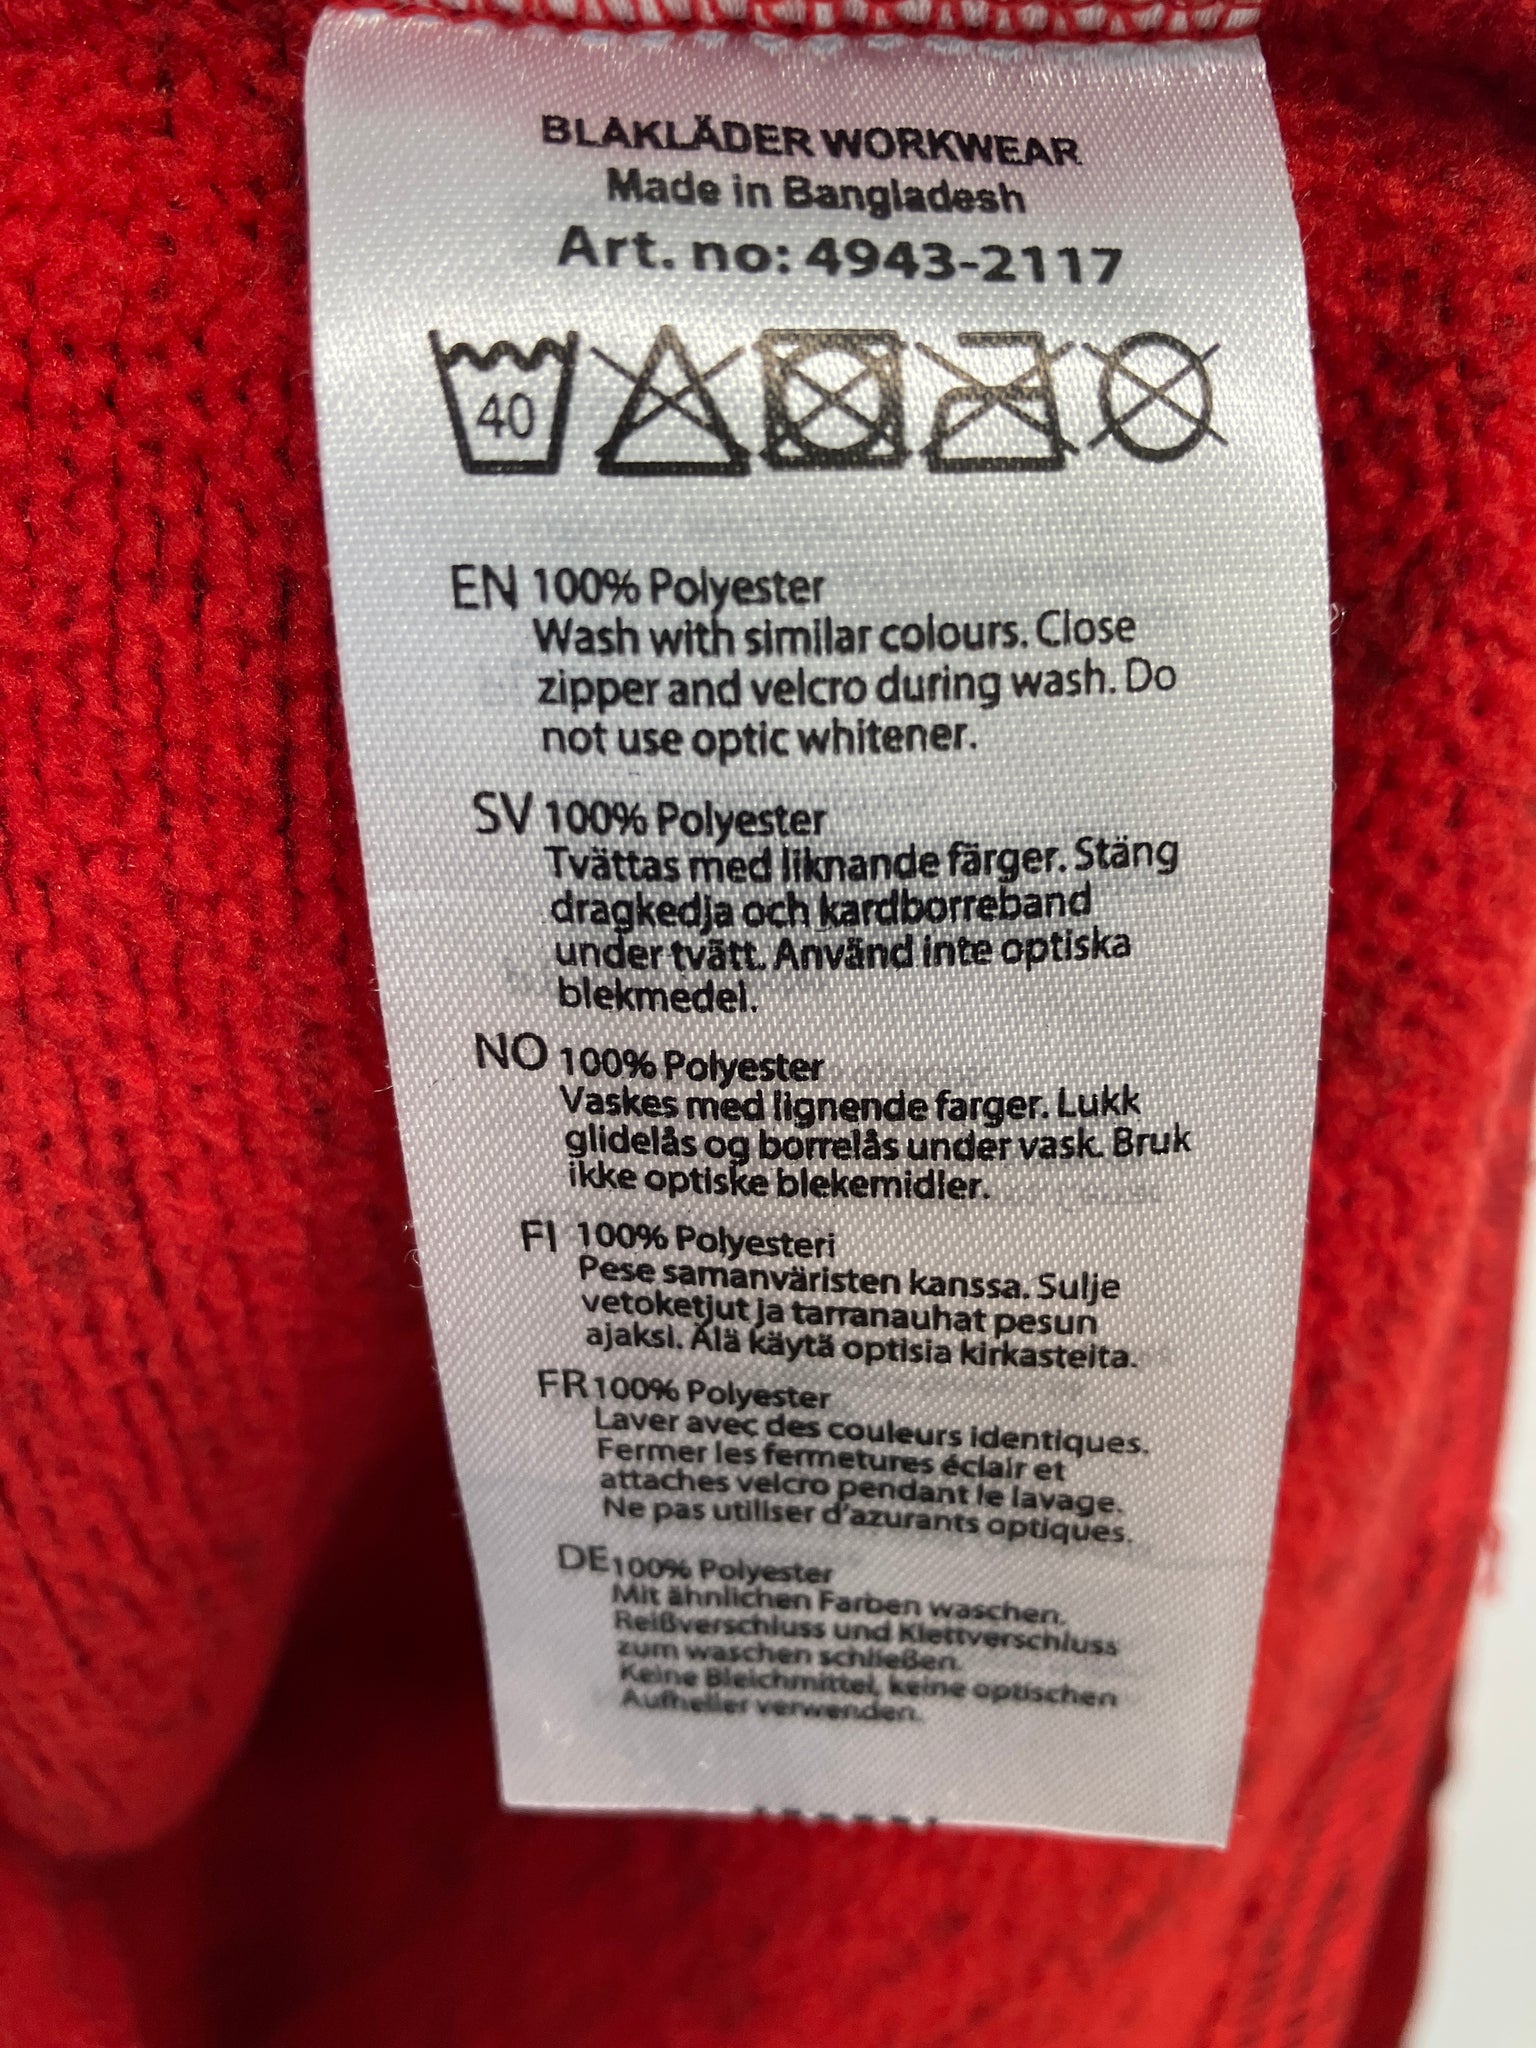 BLAKLÄDER WORKWEAR
Made in Bangladesh
Art. no: 4943-2117
40
EN 100% Polyester
Wash with similar colours. Close
zipper and velcro during wash. Do
not use optic whitener.
SV 100% Polyester
Tvättas med liknande färger. Stäng
dragkedja och kardborreband
under tvätt. Använd inte optiska
blekmedel.
NO 100% Polyester
Vaskes med lignende farger. Lukk
glidelås og borrelås under vask. Bruk
ikke optiske blekemidler.
FI 100% Polyesteri
Pese samanväristen kanssa. Sulje
vetoketjut ja tarranauhat pesun
ajaksi. Älä käytä optisia kirkasteita.
FR 100% Polyester
Laver avec des couleurs identiques.
Fermer les fermetures éclair et
attaches velcro pendant le lavage.
Ne pas utiliser d'azurants optiques.
DE 100% Polyester
Mit ähnlichen Farben waschen.
Reißverschluss und Klettverschluss
zum waschen schließen.
Keine Bleichmittel, keine optischen
Aufheller verwenden.